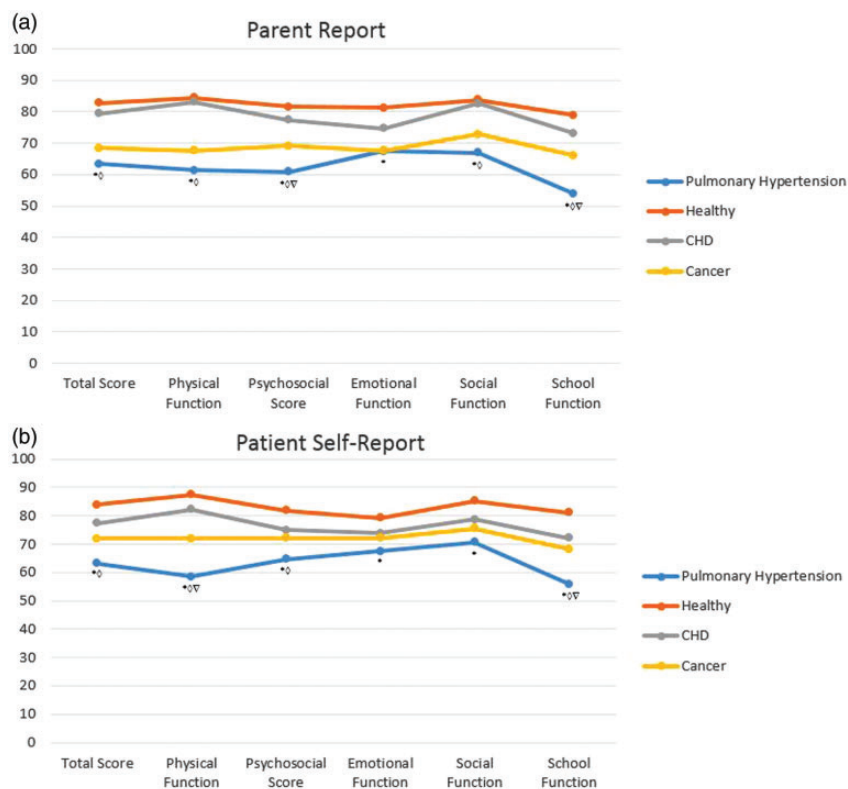 (a)
Parent Report
100
90
80
70
60
50
40
30
20
10
0
*◊
*◊
*◊∇
*
*◊
*◊∇
Total Score
Physical
Function
Psychosocial
Score
Emotional
Function
Social
Function
School
Function
Pulmonary Hypertension
Healthy
CHD
Cancer
(b)
Patient Self-Report
100
90
80
70
60
50
40
30
20
10
0
*◊
*◊∇
*◊
*
*
*◊∇
Total Score
Physical
Function
Psychosocial
Score
Emotional
Function
Social
Function
School
Function
Pulmonary Hypertension
Healthy
CHD
Cancer